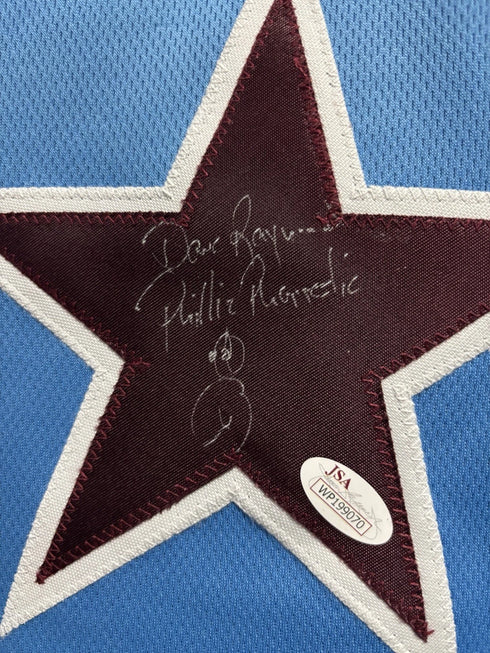 Dave Raymond
Phillie Phanatic
JSA
WP199070